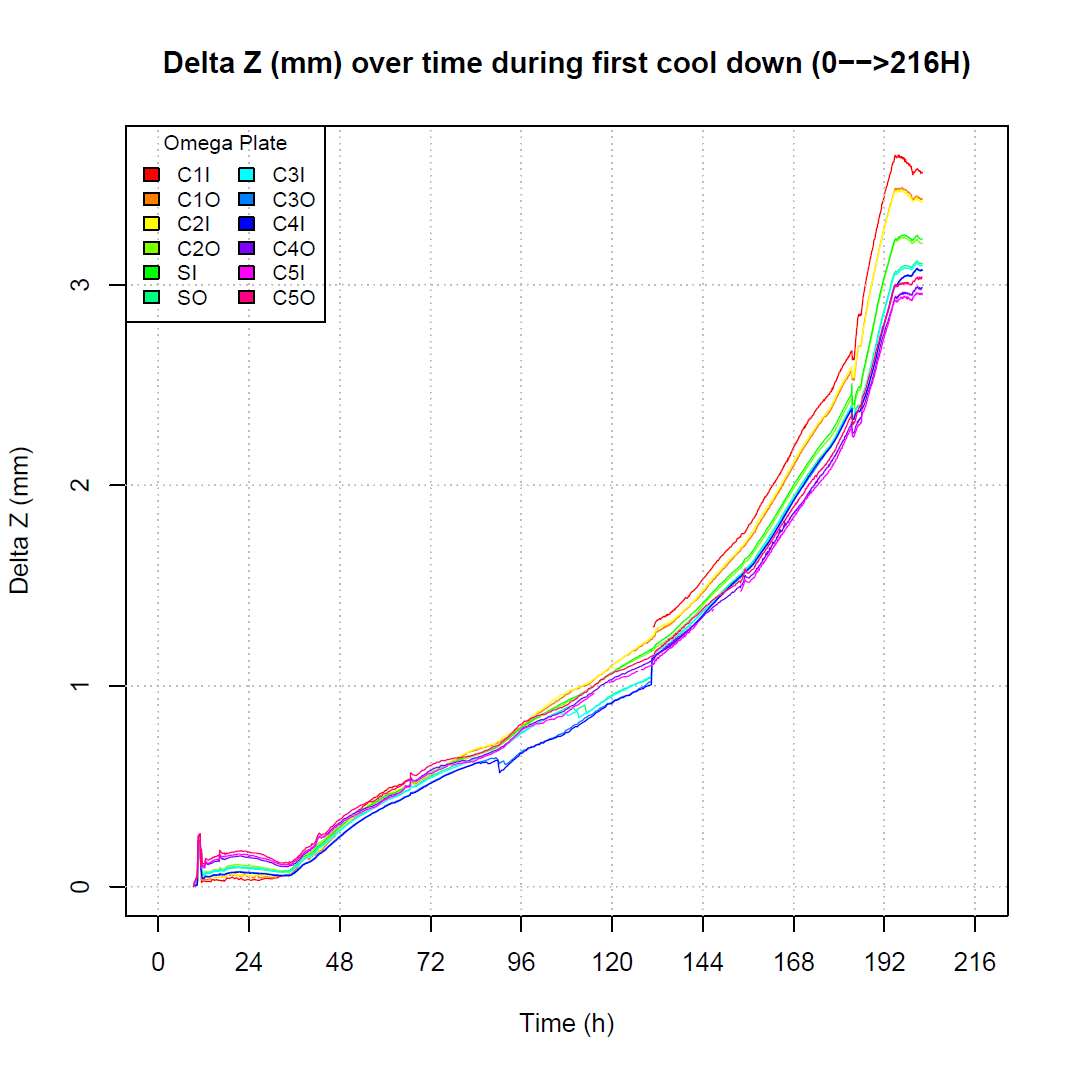 Delta Z (mm) over time during first cool down (0−−>216H)
Omega Plate
C1I C3I
C1O C3O
C2I C4I
C2O C4O
SI C5I
SO C5O
3
2
1
0
Delta Z (mm)
0 24 48 72 96 120 144 168 192 216
Time (h)